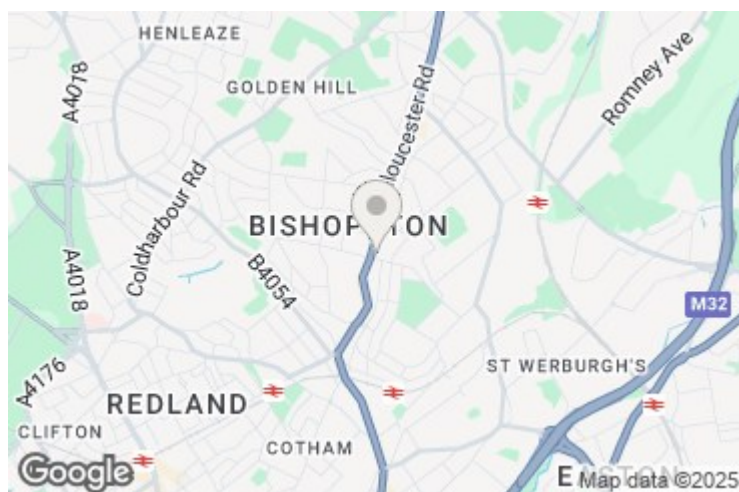 HENLEAZE
A4018
GOLDEN HILL
Romney Ave
Gloucester Rd
Coldharbour Rd
BISHOPSTON
A4018
B4054
M32
A4176
ST WERBURGH'S
REDLAND
CLIFTON
COTHAM
Google
EASTON
Map data ©2025